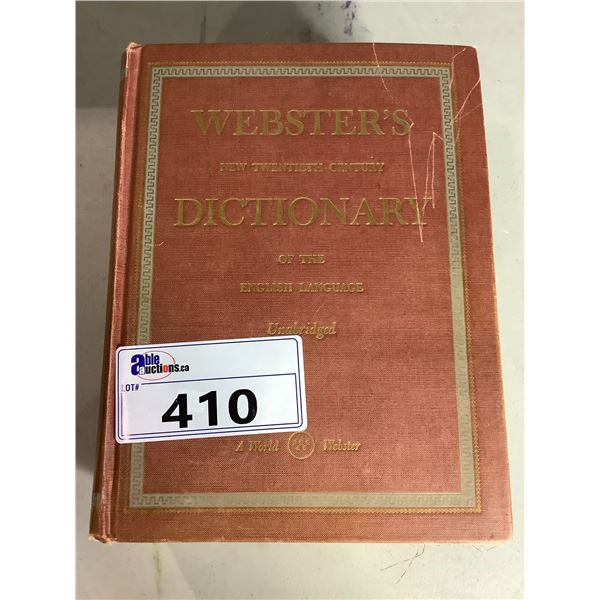 WEBSTER'S
NEW TWENTIETH CENTURY
DICTIONARY
OF THE
ENGLISH LANGUAGE
Unabridged
able
auctions.ca
LOT#
410
A World Webster